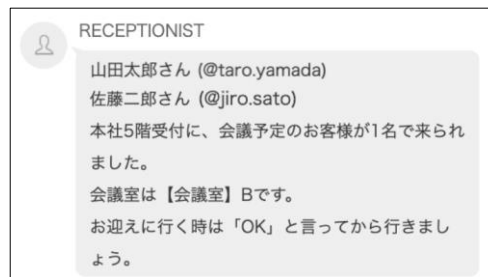 RECEPTIONIST
山田太郎さん (@taro.yamada)
佐藤二郎さん (@jiro.sato)
本社5階受付に、会議予定のお客様が1名で来られ
ました。
会議室は【会議室】Bです。
お迎えに行く時は「OK」と言ってから行きまし
ょう。